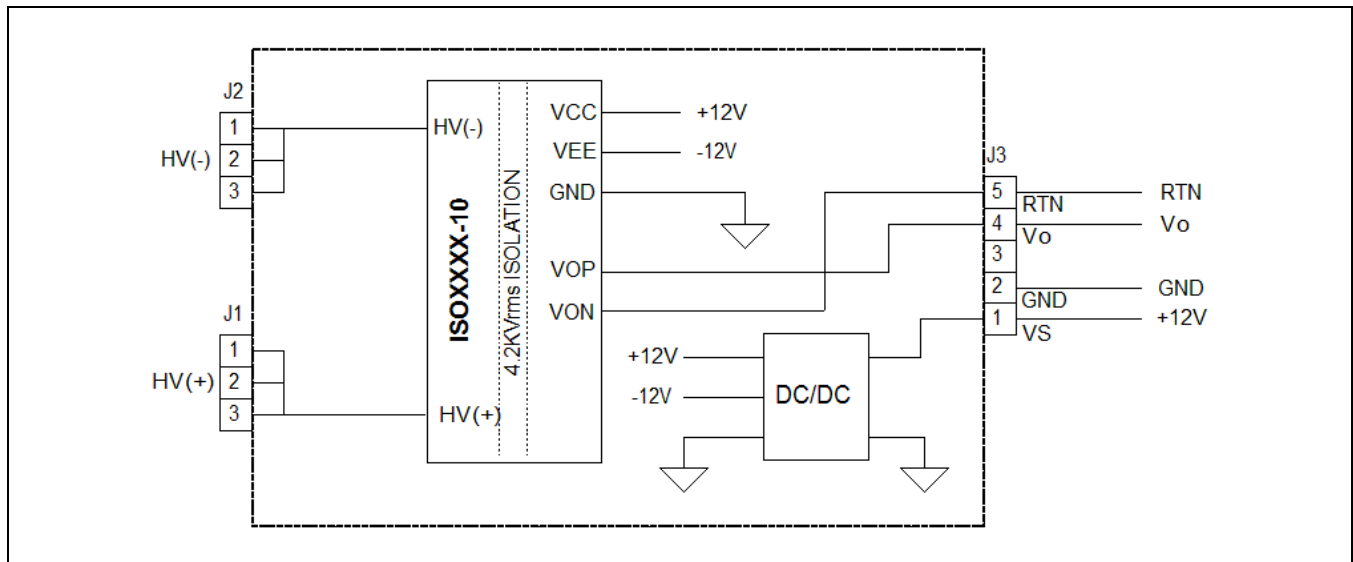 J2
1
HV(-) 2
3
J1
1
HV(+) 2
3
HV(-)
HV(+)
ISOXXXX-10
4.2KVrms ISOLATION
VCC +12V
VEE -12V
GND
VOP
VON
+12V
-12V
DC/DC
J3
5 RTN
RTN
4 Vo
Vo
3
2 GND
GND
1 +12V
VS